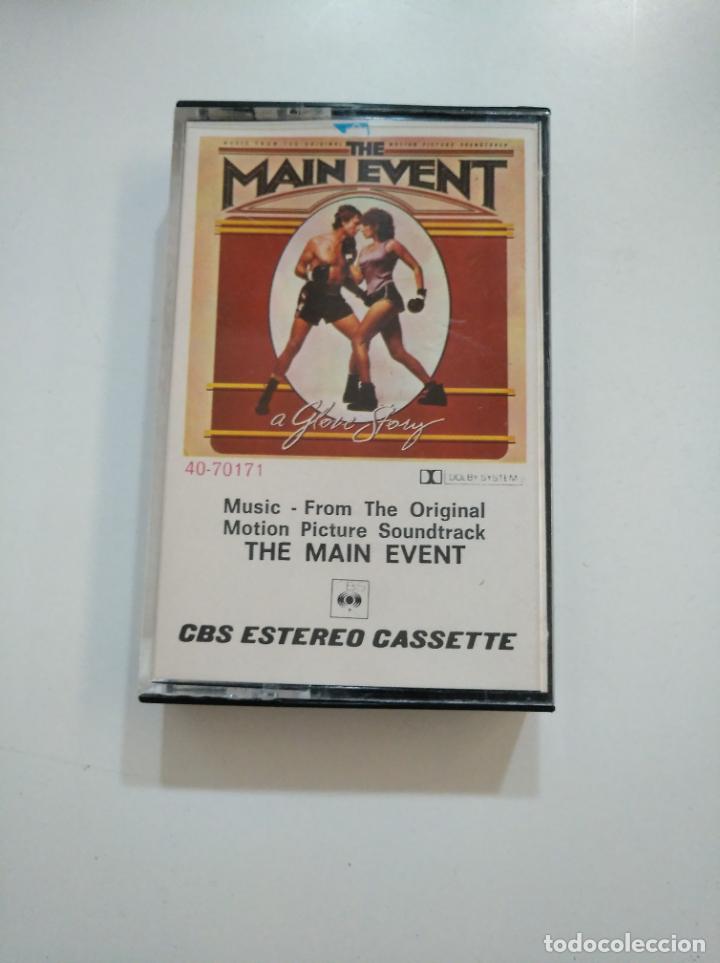 MUSIC FROM THE ORIGINAL MOTION PICTURE SOUNDTRACK
THE
MAIN EVENT
a Glove Story
40-70171
DOLBY SYSTEM
Music - From The Original
Motion Picture Soundtrack
THE MAIN EVENT
CBS
CBS ESTEREO CASSETTE
todocoleccion